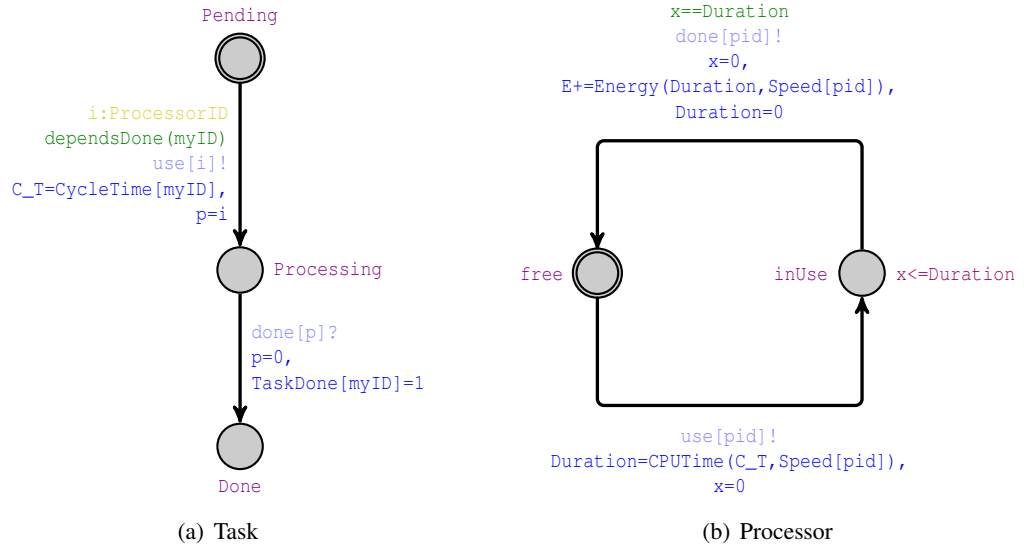 Pending
i:ProcessorID
dependsDone(myID)
use[i]!
C_T=CycleTime[myID],
p=i
Processing
done[p]?
p=0,
TaskDone[myID]=1
Done
(a) Task
x==Duration
done[pid]!
x=0,
E+=Energy(Duration,Speed[pid]),
Duration=0
free
inUse
x<=Duration
use[pid]!
Duration=CPUTime(C_T,Speed[pid]),
x=0
(b) Processor